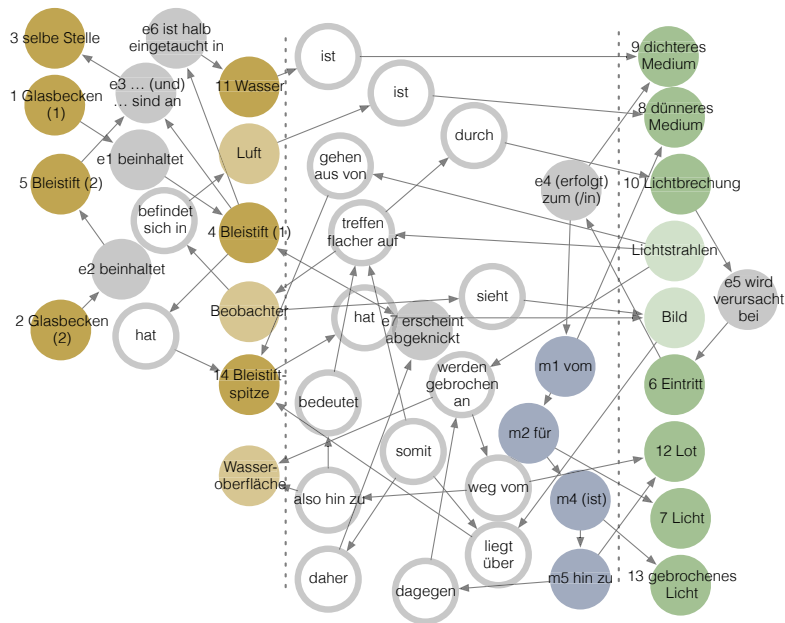 3 selbe Stelle
e6 ist halb
eingetaucht in
e3 ... (und)
... sind an
11 Wasser
1 Glasbecken
(1)
e1 beinhaltet
Luft
5 Bleistift (2)
befindet
sich in
4 Bleistift (1)
e2 beinhaltet
2 Glasbecken
(2)
hat
Beobachter
14 Bleistift-
spitze
Wasser-
oberfläche
ist
ist
durch
gehen
aus von
treffen
flacher auf
hat
e7 erscheint
abgeknickt
sieht
werden
gebrochen
an
bedeutet
somit
also hin zu
weg vom
liegt
über
daher
dagegen
e4 (erfolgt)
zum (/in)
m1 vom
m2 für
m4 (ist)
m5 hin zu
9 dichteres
Medium
8 dünneres
Medium
10 Lichtbrechung
Lichtstrahlen
e5 wird
verursacht
bei
Bild
6 Eintritt
12 Lot
7 Licht
13 gebrochenes
Licht